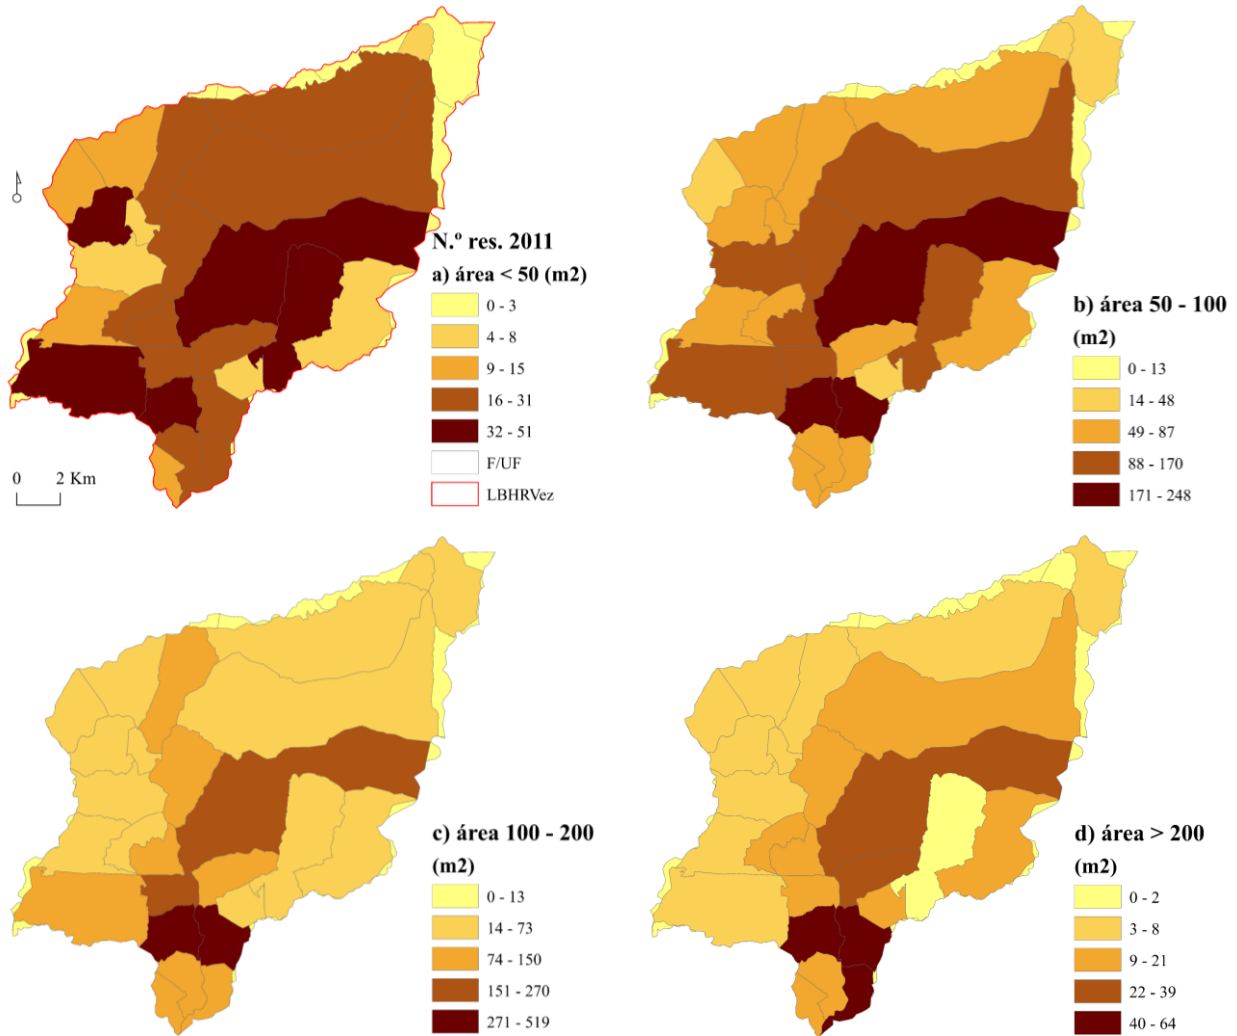 N.º res. 2011
a) área < 50 (m2)
0 - 3
4 - 8
9 - 15
16 - 31
32 - 51
F/UF
LBHRVez
0 2 Km
b) área 50 - 100
(m2)
0 - 13
14 - 48
49 - 87
88 - 170
171 - 248
c) área 100 - 200
(m2)
0 - 13
14 - 73
74 - 150
151 - 270
271 - 519
d) área > 200
(m2)
0 - 2
3 - 8
9 - 21
22 - 39
40 - 64